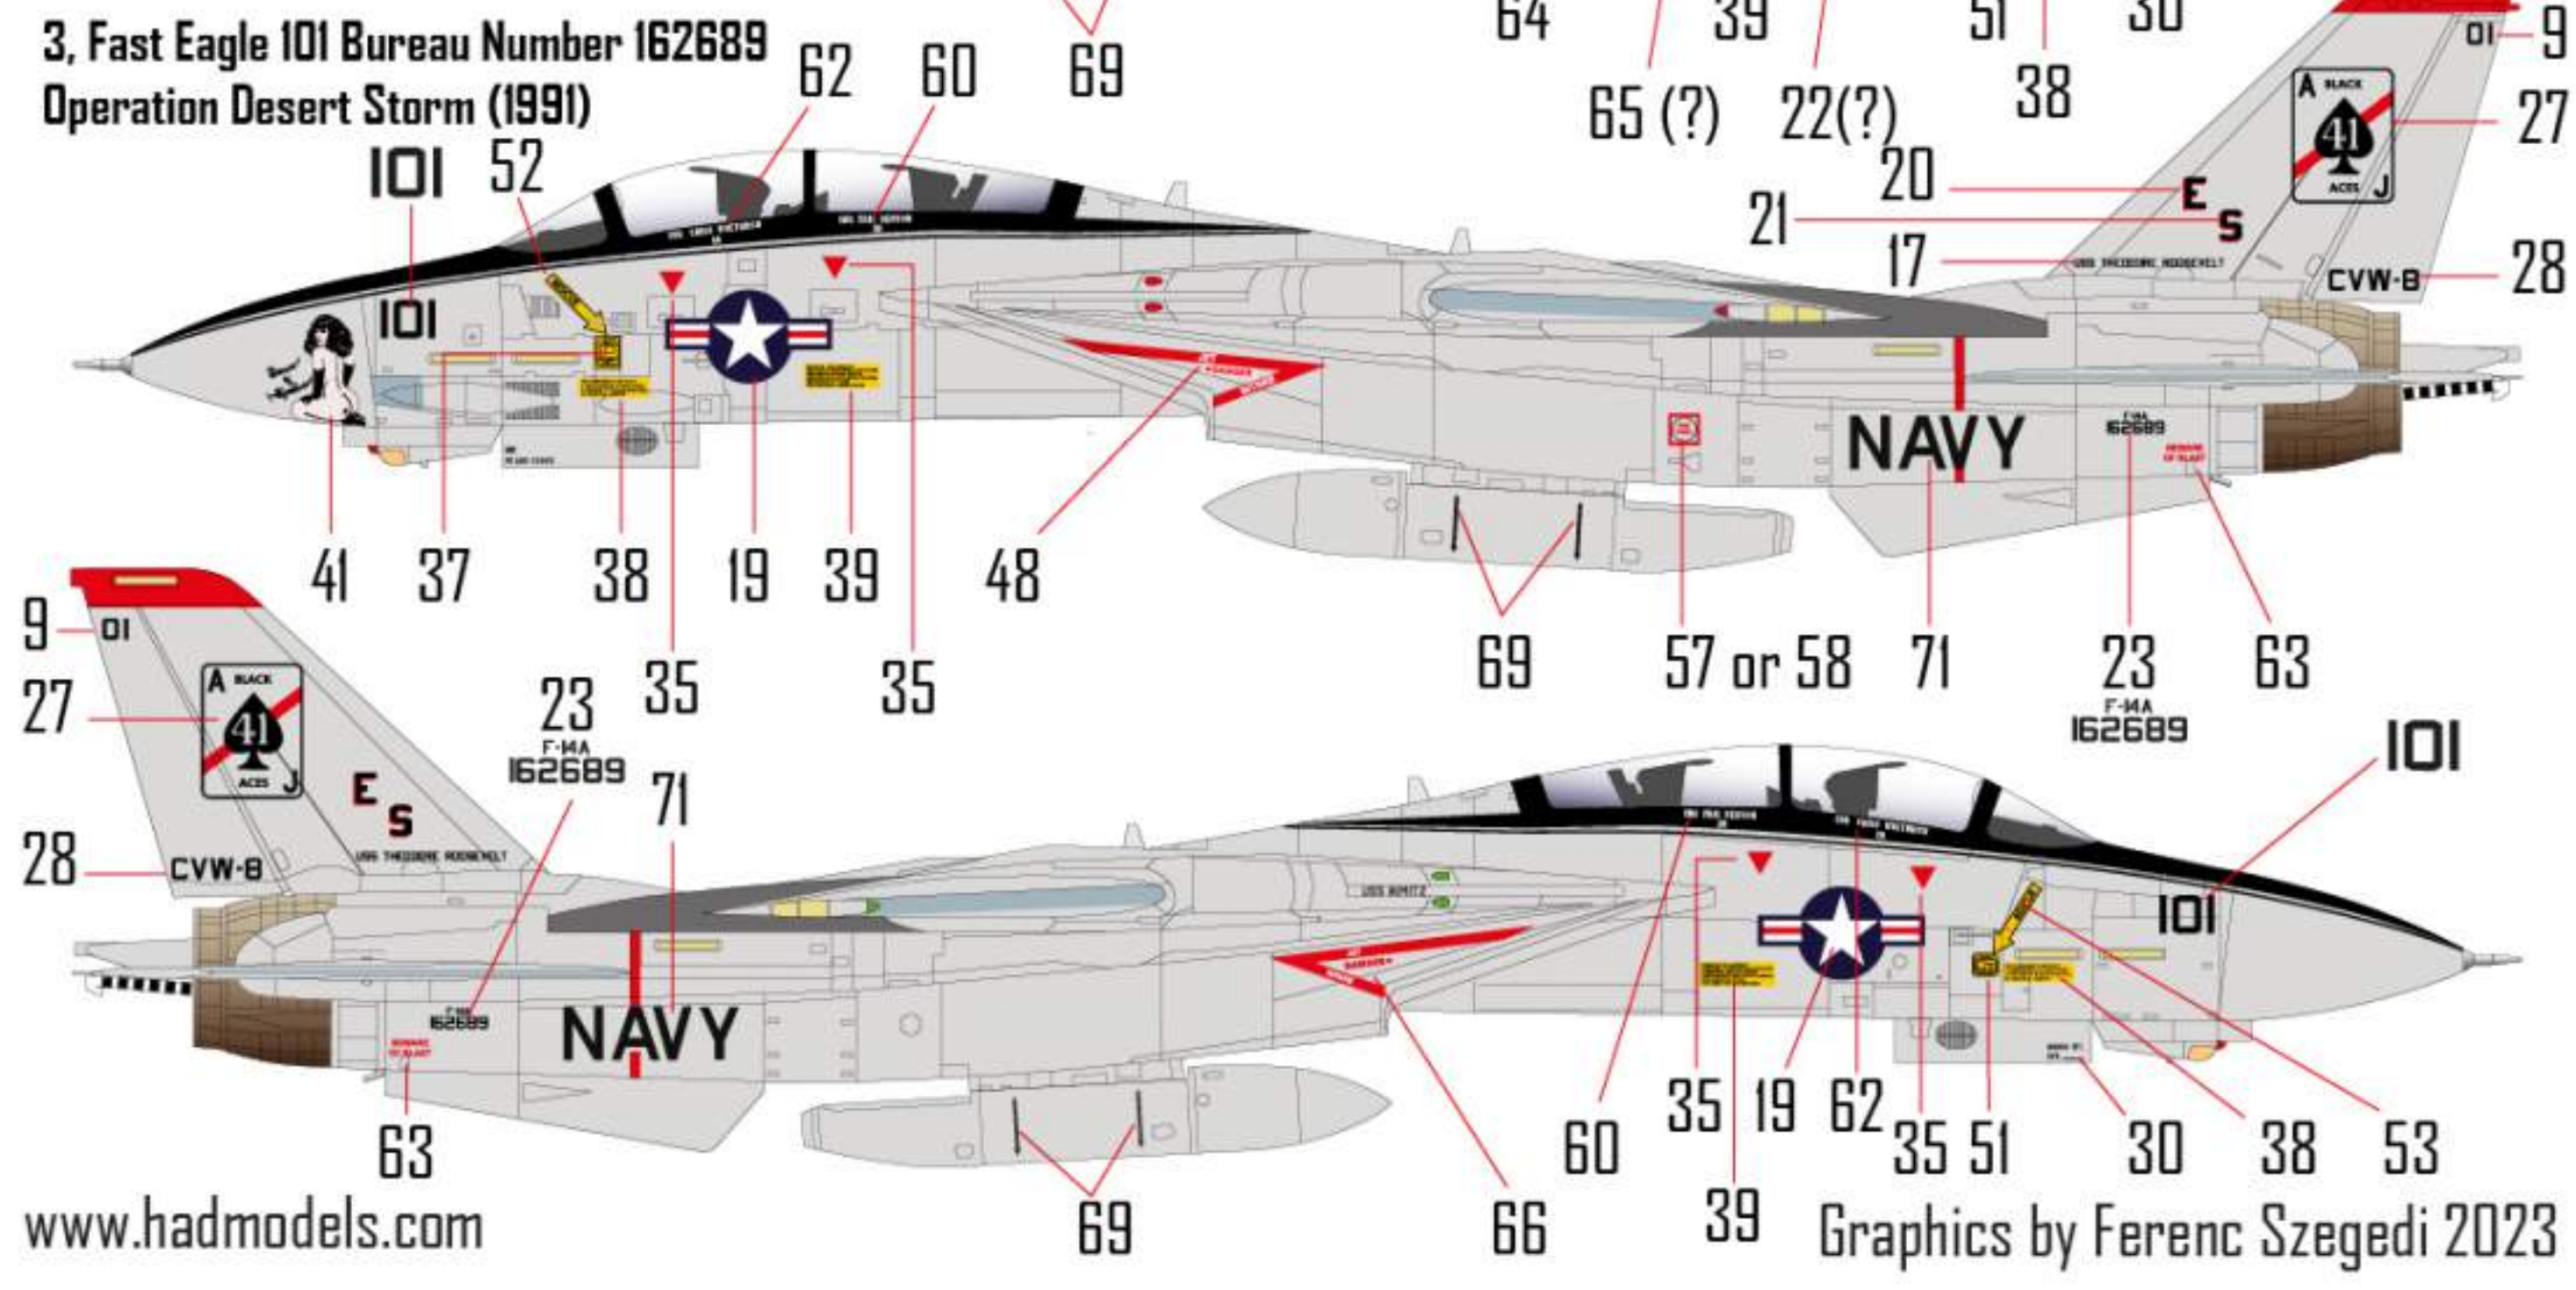 3, Fast Eagle 101 Bureau Number 162689
Operation Desert Storm (1991)
69
64
39
51
30
65 (?)
22(?)
38
62
60
52
101
101
20
21
17
E
S
USS THEODORE ROOSEVELT
A BLACK
41
ACES J
01
9
27
CVW-8
28
DANGER
NAVY
F-14A
162689
41
37
38
19
39
48
35
35
69
57 or 58
71
23
F-14A
162689
63
9
01
27
A BLACK
41
ACES J
E
S
28
CVW-8
USS THEODORE ROOSEVELT
23
F-14A
162689
71
101
101
USS NIMITZ
DANGER
F-14A
162689
NAVY
63
69
66
60
35
19
62
35
51
30
38
53
39
www.hadmodels.com
Graphics by Ferenc Szegedi 2023